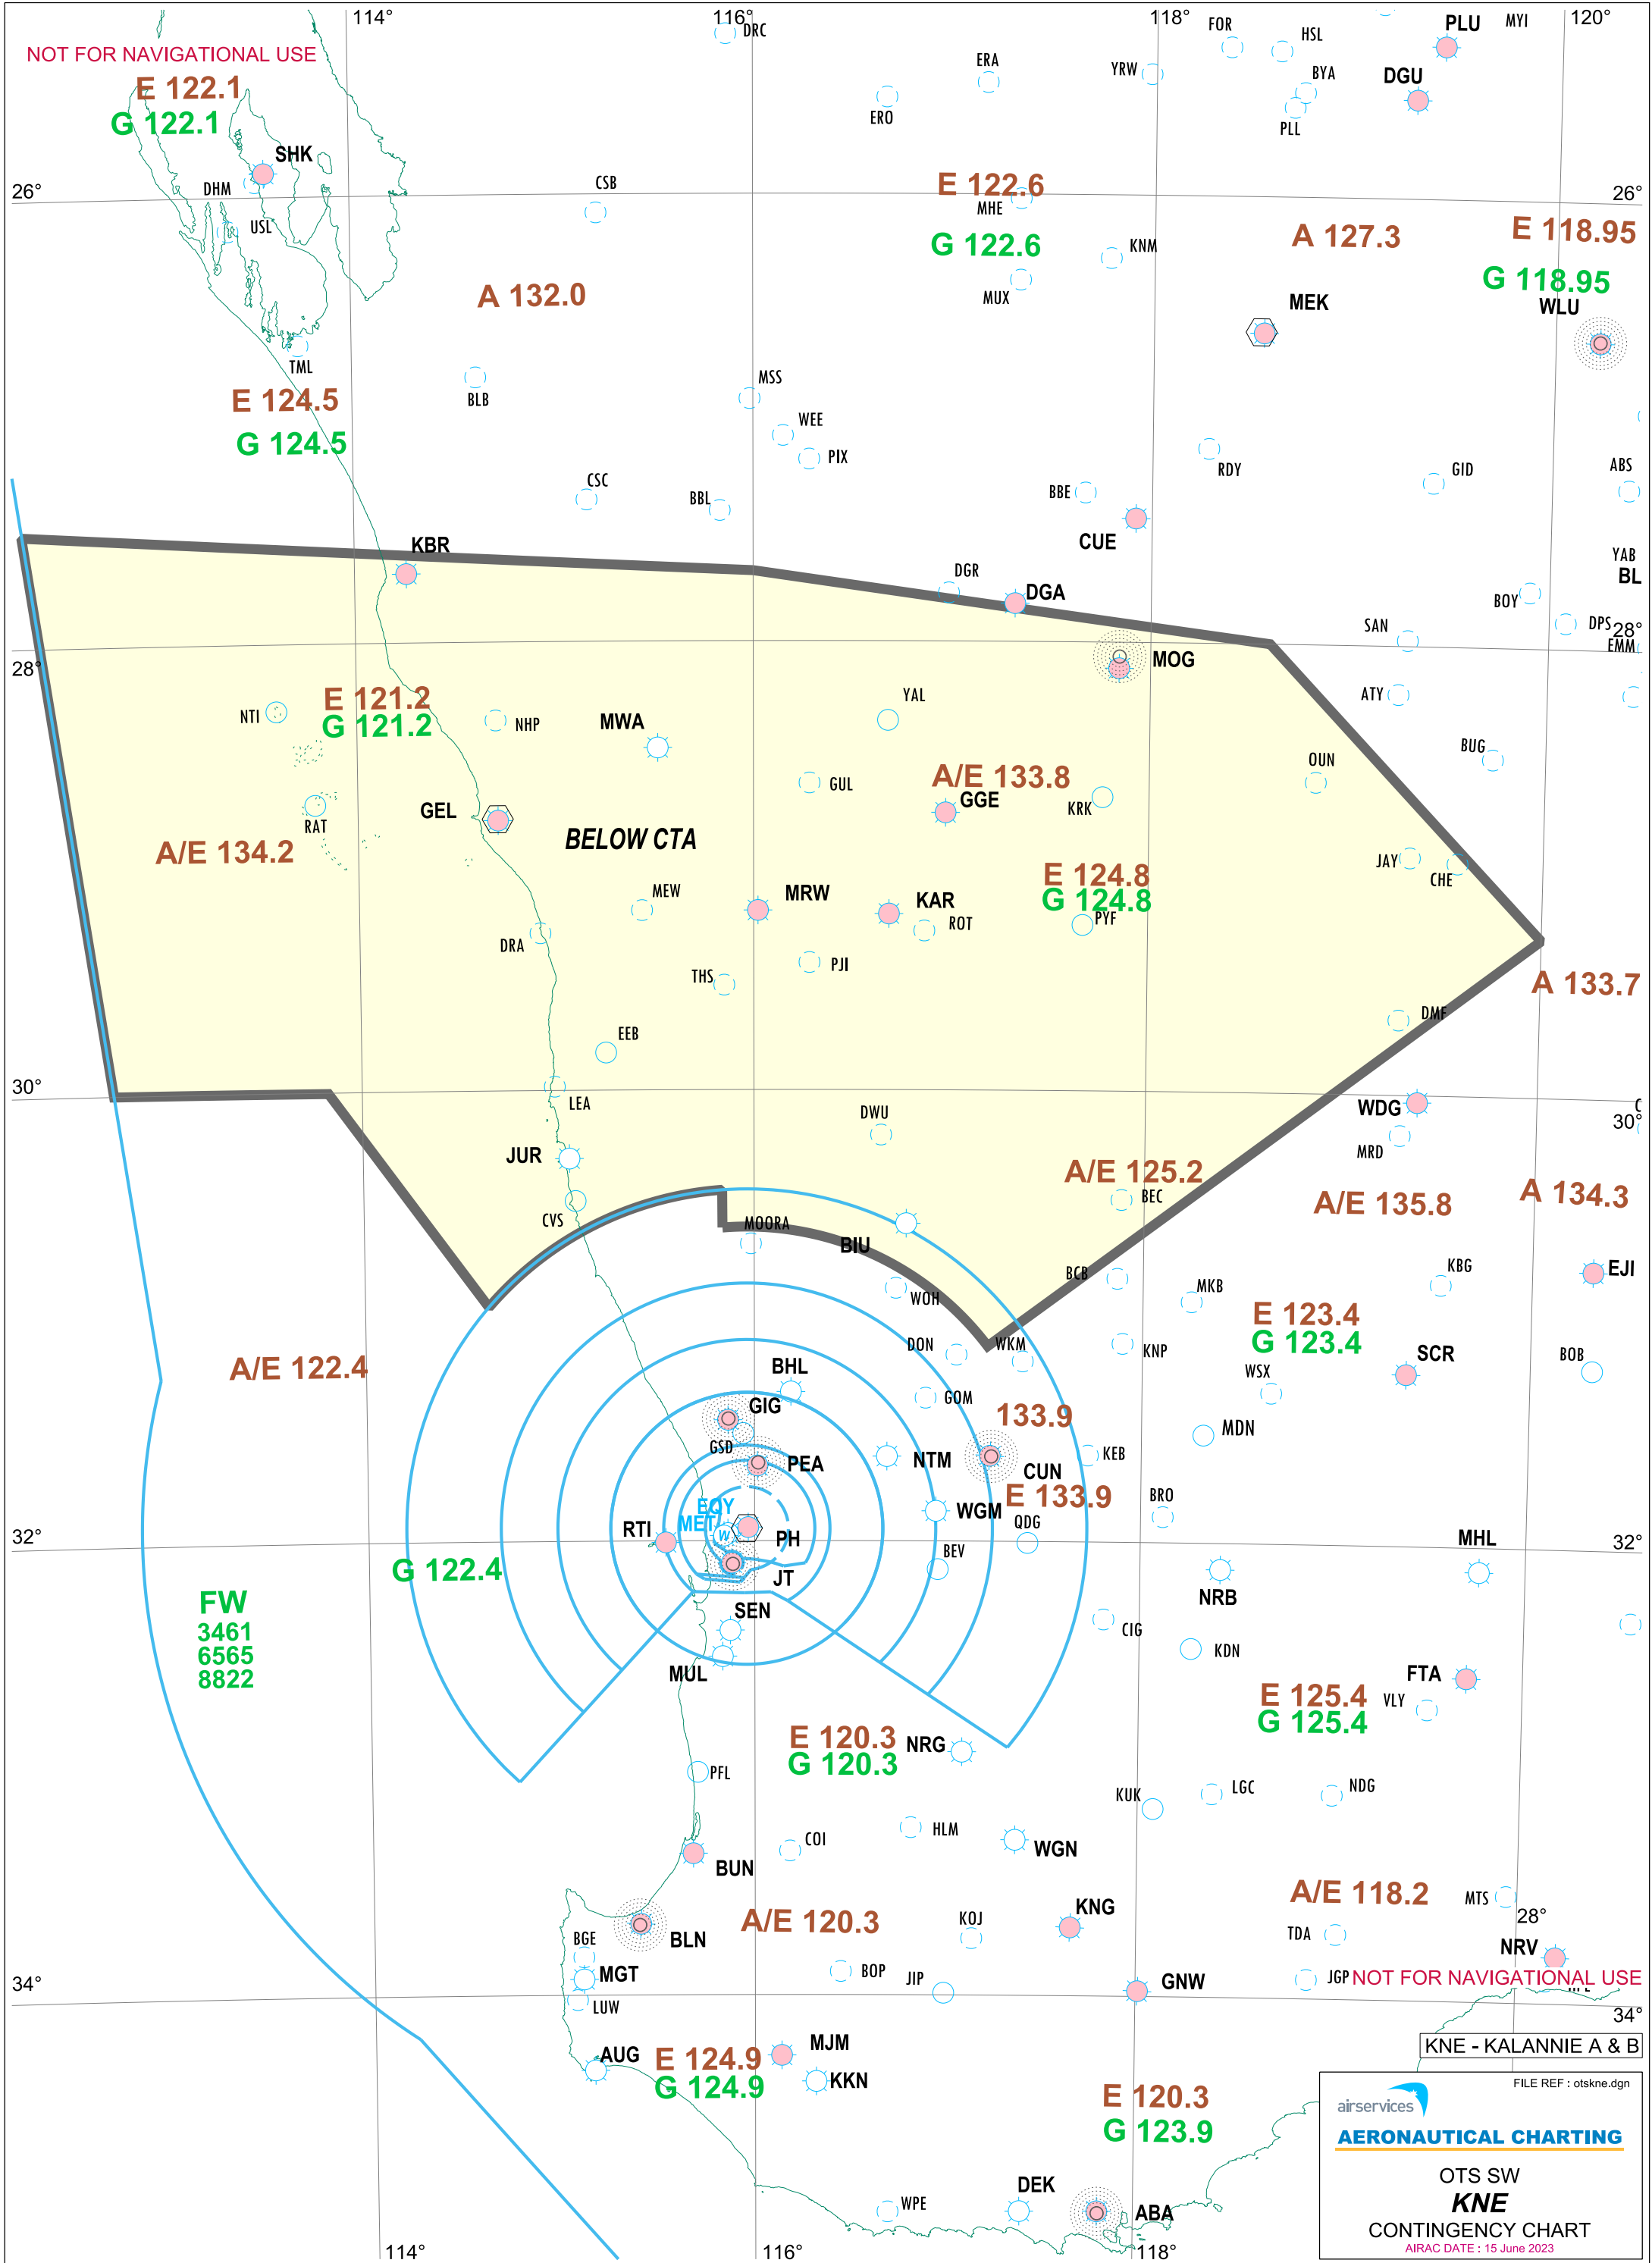 114°
116°
118°
120°
DRC
FOR
HSL
PLU
MYI
NOT FOR NAVIGATIONAL USE
ERA
YRW
BYA
DGU
E 122.1
G 122.1
ERO
PLL
SHK
DHM
CSB
E 122.6
MHE
26°
26°
USL
G 122.6
KNM
A 127.3
E 118.95
G 118.95
A 132.0
MUX
MEK
WLU
TML
BLB
MSS
E 124.5
G 124.5
WEE
PIX
RDY
GID
ABS
CSC
BBL
BBE
CUE
KBR
DGR
DGA
YAB
BL
BOY
DPS
SAN
28°
EMM
28°
MOG
E 121.2
G 121.2
NTI
NHP
MWA
YAL
ATY
BUG
OUN
GUL
A/E 133.8
GGE
KRK
GEL
RAT
BELOW CTA
A/E 134.2
JAY
CHE
E 124.8
G 124.8
MEW
MRW
KAR
ROT
PYF
DRA
THS
PJI
A 133.7
DMF
EEB
30°
LEA
DWU
WDG
MRD
30°
JUR
A/E 125.2
BEC
A/E 135.8
A 134.3
CVS
MOORA
BIU
BCB
WOH
MKB
KBG
EJI
E 123.4
G 123.4
DON
WKM
KNP
A/E 122.4
BHL
GOM
WSX
SCR
BOB
GIG
133.9
GSD
PEA
NTM
CUN
KEB
MDN
E 133.9
EQY
MET
W
RTI
PH
WGM
QDG
BRO
32°
32°
MHL
G 122.4
JT
BEV
NRB
FW
3461
6565
8822
SEN
CIG
KDN
MUL
FTA
E 125.4
G 125.4
VLY
E 120.3
G 120.3
NRG
PFL
KUK
LGC
NDG
COI
HLM
WGN
BUN
A/E 118.2
MTS
28°
A/E 120.3
KNG
KOJ
BLN
TDA
NRV
BGE
MGT
BOP
JIP
GNW
JGP
NOT FOR NAVIGATIONAL USE
34°
34°
LUW
MJM
KNE - KALANNIE A & B
AUG
E 124.9
G 124.9
KKN
FILE REF : otskne.dgn
airservices
E 120.3
G 123.9
AERONAUTICAL CHARTING
OTS SW
KNE
CONTINGENCY CHART
AIRAC DATE : 15 June 2023
WPE
DEK
ABA
114°
116°
118°